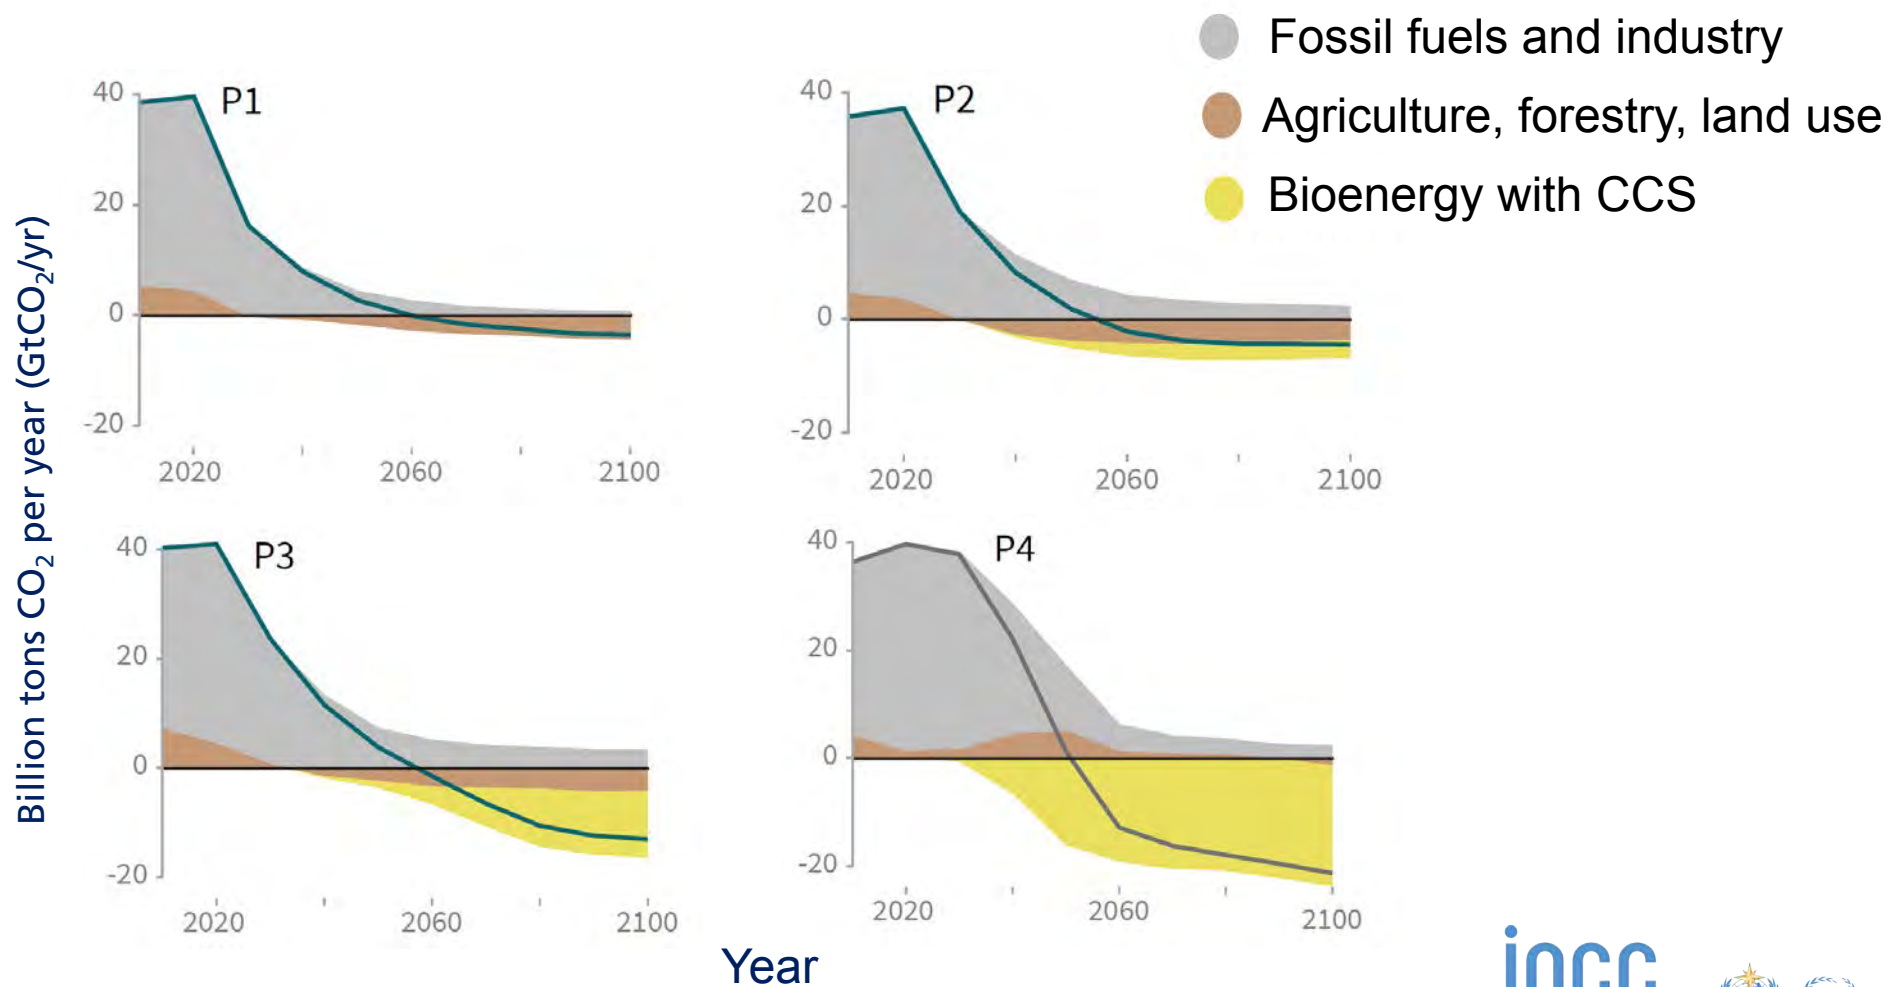 Fossil fuels and industry
Agriculture, forestry, land use
Bioenergy with CCS
Billion tons CO₂ per year (GtCO₂/yr)
P1
40
20
0
-20
2020 2060 2100
P2
40
20
0
-20
2020 2060 2100
P3
40
20
0
-20
2020 2060 2100
P4
40
20
0
-20
2020 2060 2100
Year